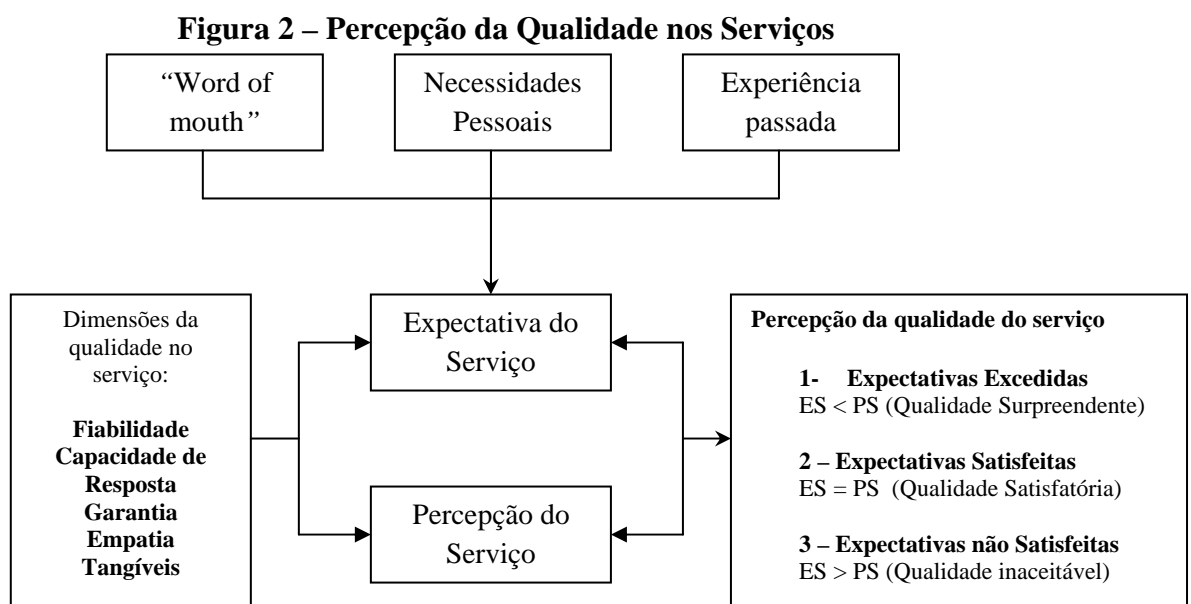 Figura 2 – Percepção da Qualidade nos Serviços
“Word of
mouth”
Necessidades
Pessoais
Experiência
passada
Dimensões da
qualidade no
serviço:
Fiabilidade
Capacidade de
Resposta
Garantia
Empatia
Tangíveis
Expectativa do
Serviço
Percepção do
Serviço
Percepção da qualidade do serviço
1- Expectativas Excedidas
ES < PS (Qualidade Surpreendente)
2 – Expectativas Satisfeitas
ES = PS (Qualidade Satisfatória)
3 – Expectativas não Satisfeitas
ES > PS (Qualidade inaceitável)